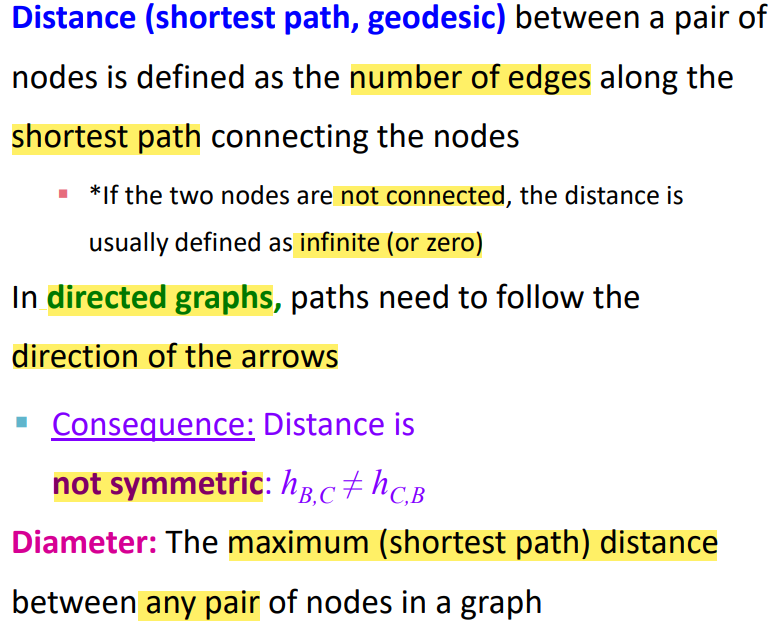 Distance (shortest path, geodesic) between a pair of
nodes is defined as the number of edges along the
shortest path connecting the nodes
▪ *If the two nodes are not connected, the distance is
usually defined as infinite (or zero)
In directed graphs, paths need to follow the
direction of the arrows
▪ Consequence: Distance is
not symmetric: h_{B,C} ≠ h_{C,B}
Diameter: The maximum (shortest path) distance
between any pair of nodes in a graph